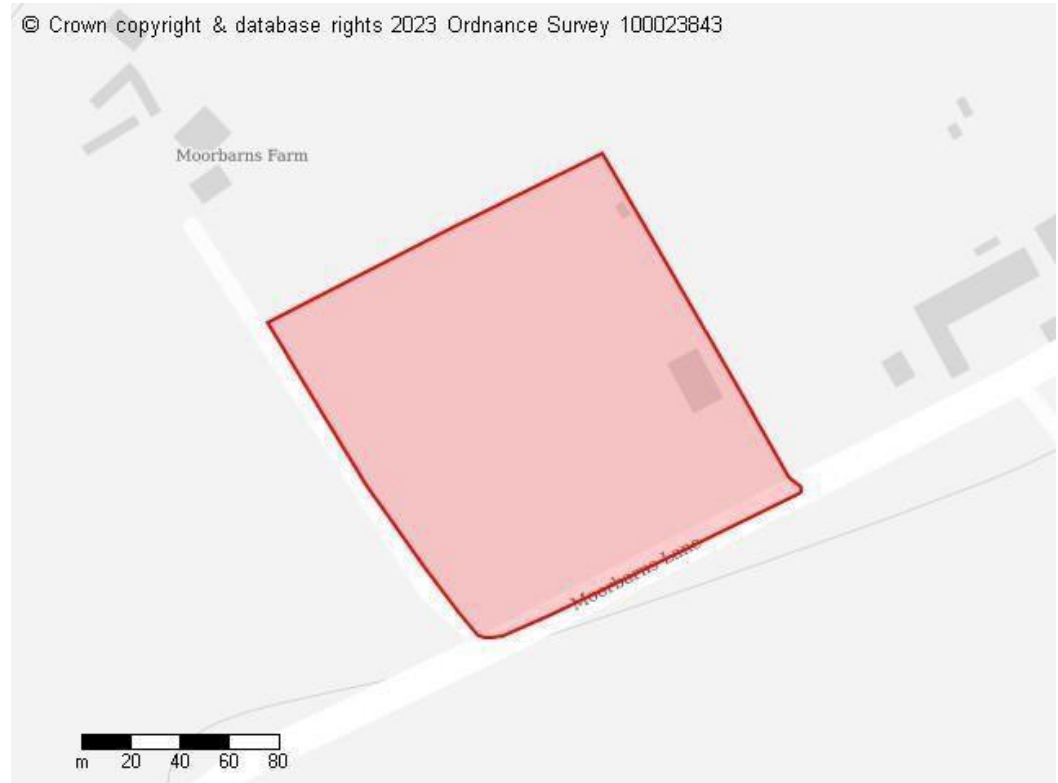 © Crown copyright & database rights 2023 Ordnance Survey 100023843
Moorbarns Farm
Moorbarns Lane
m 20 40 60 80